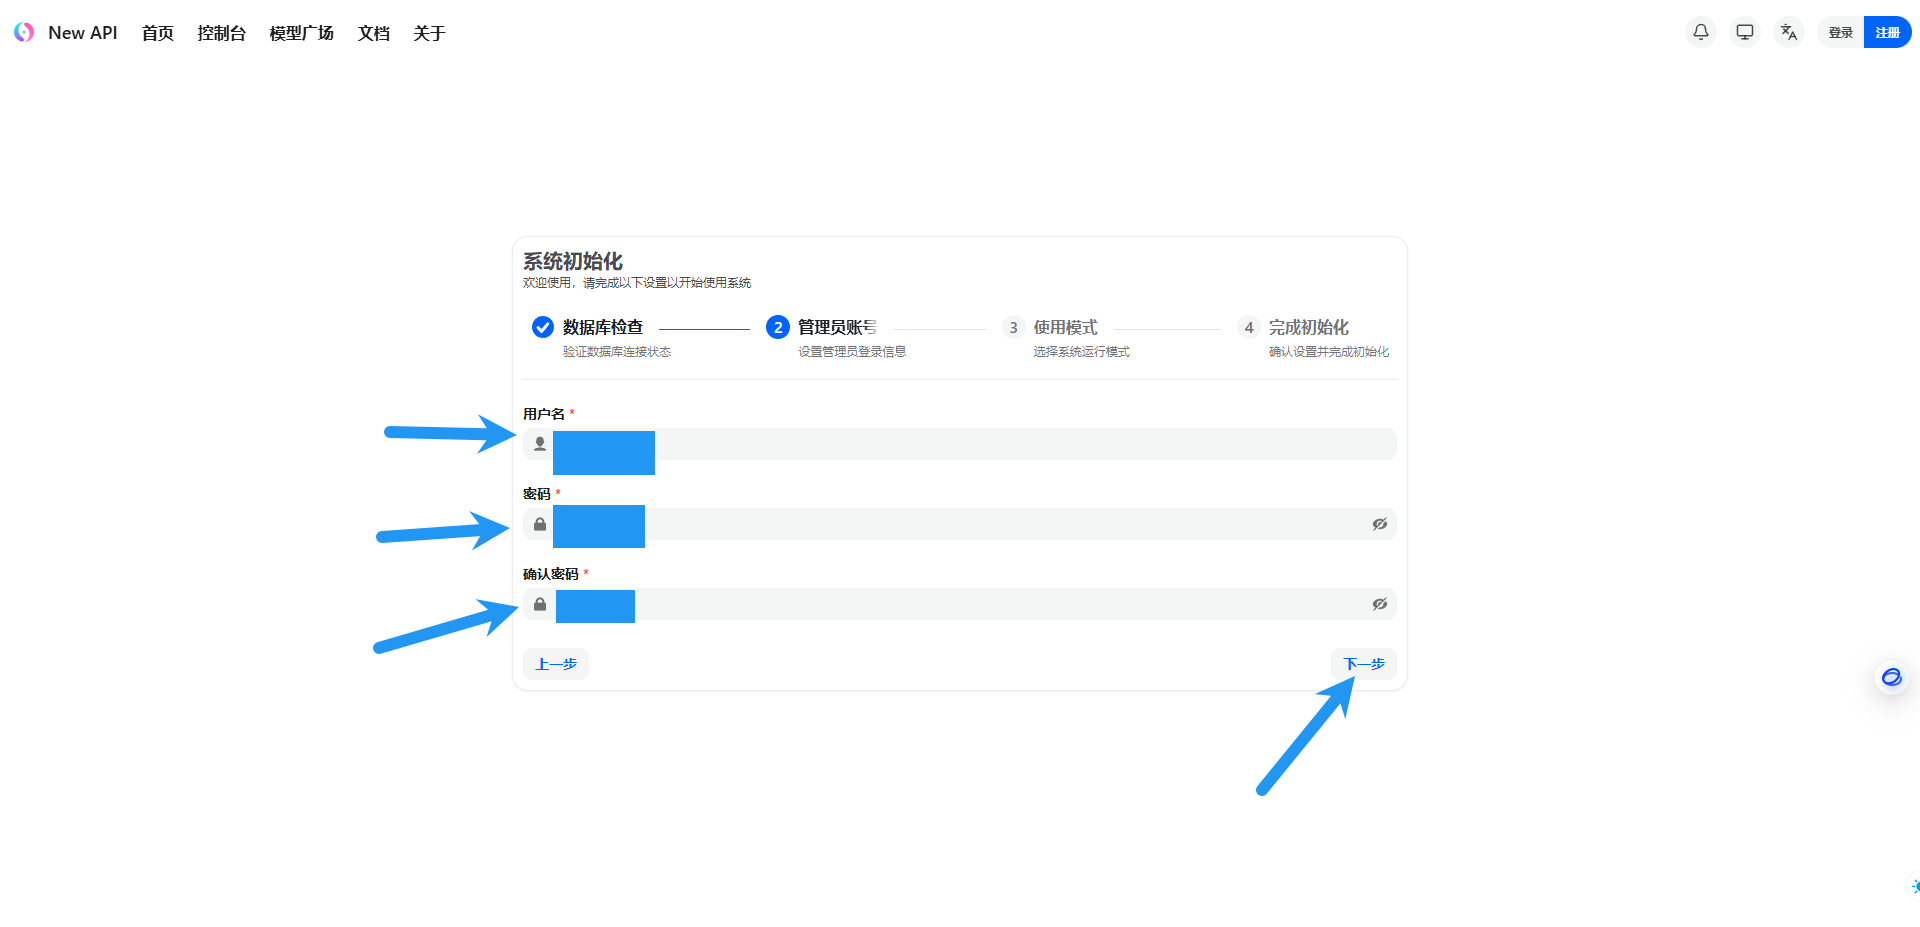 New API 首页 控制台 模型广场 文档 关于 登录 注册
系统初始化
欢迎使用，请完成以下设置以开始使用系统
数据库检查 2 管理员账号 3 使用模式 4 完成初始化
验证数据库连接状态 设置管理员登录信息 选择系统运行模式 确认设置并完成初始化
用户名 *
密码 *
确认密码 *
上一步 下一步